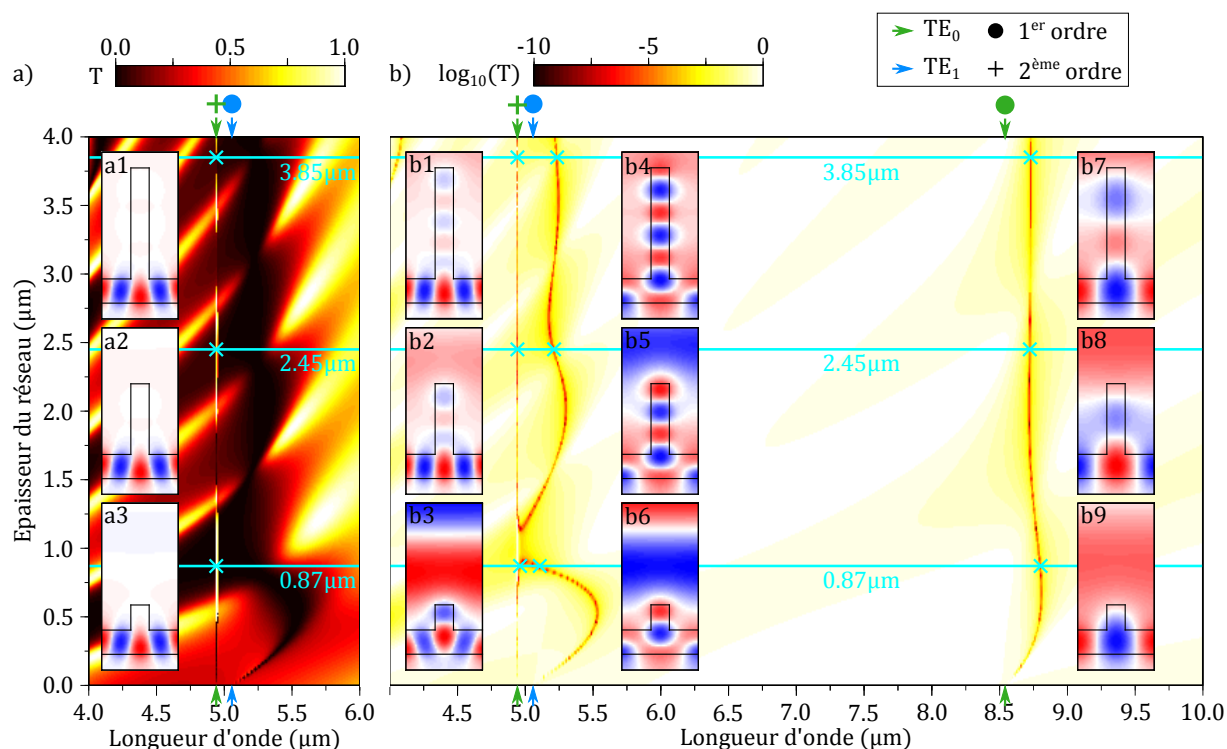 0.0 0.5 1.0
a) T
-10 -5 0
b) log₁₀(T)
TE₀ 1ᵉʳ ordre
TE₁ 2ᵉᵐᵉ ordre
Epaisseur du réseau (μm)
4.0
3.5
3.0
2.5
2.0
1.5
1.0
0.5
0.0
a1
a2
a3
3.85μm
2.45μm
0.87μm
4.0 4.5 5.0 5.5 6.0
Longueur d'onde (μm)
b1 b4 b7
3.85μm
b2 b5 b8
2.45μm
b3 b6 b9
0.87μm
4.5 5.0 5.5 6.0 6.5 7.0 7.5 8.0 8.5 9.0 9.5 10.0
Longueur d'onde (μm)